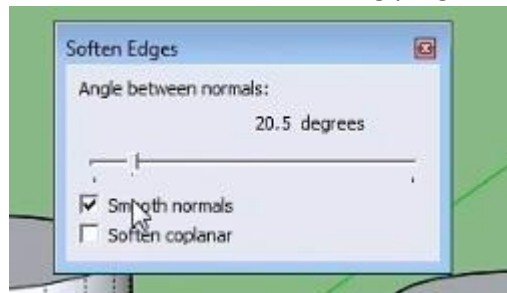 Soften Edges
Angle between normals:
20.5 degrees
Smooth normals
Soften coplanar